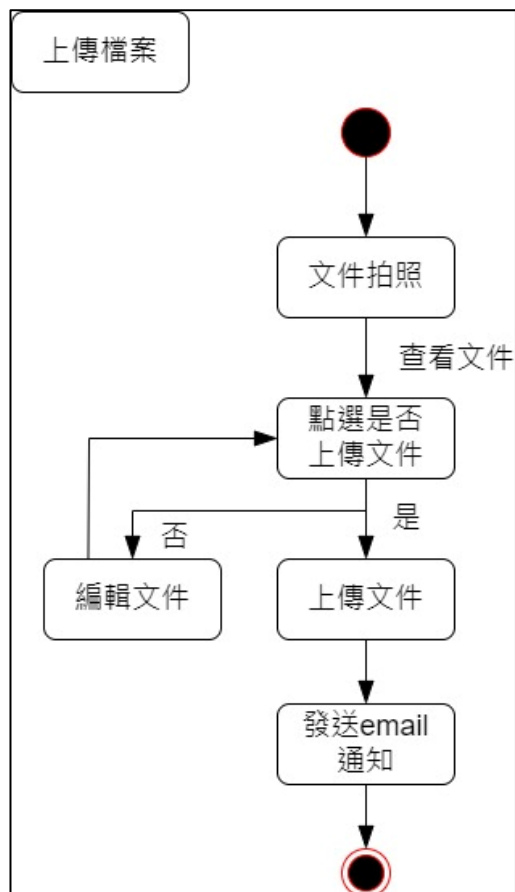 上傳檔案
文件拍照
查看文件
點選是否
上傳文件
否
是
編輯文件
上傳文件
發送email
通知